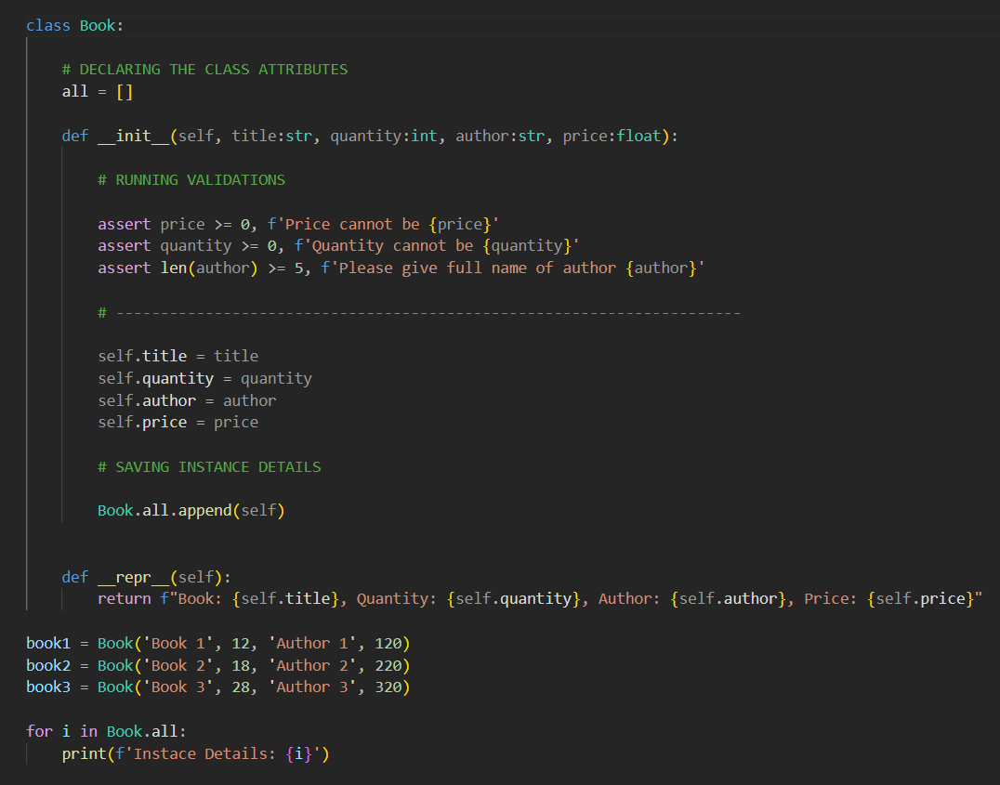 class Book:
    # DECLARING THE CLASS ATTRIBUTES
    all = []
    def __init__(self, title:str, quantity:int, author:str, price:float):
        # RUNNING VALIDATIONS
        assert price >= 0, f'Price cannot be {price}'
        assert quantity >= 0, f'Quantity cannot be {quantity}'
        assert len(author) >= 5, f'Please give full name of author {author}'
        # ----------------------------------------------------------------------
        self.title = title
        self.quantity = quantity
        self.author = author
        self.price = price
        # SAVING INSTANCE DETAILS
        Book.all.append(self)
    def __repr__(self):
        return f"Book: {self.title}, Quantity: {self.quantity}, Author: {self.author}, Price: {self.price}"
book1 = Book('Book 1', 12, 'Author 1', 120)
book2 = Book('Book 2', 18, 'Author 2', 220)
book3 = Book('Book 3', 28, 'Author 3', 320)
for i in Book.all:
    print(f'Instace Details: {i}')